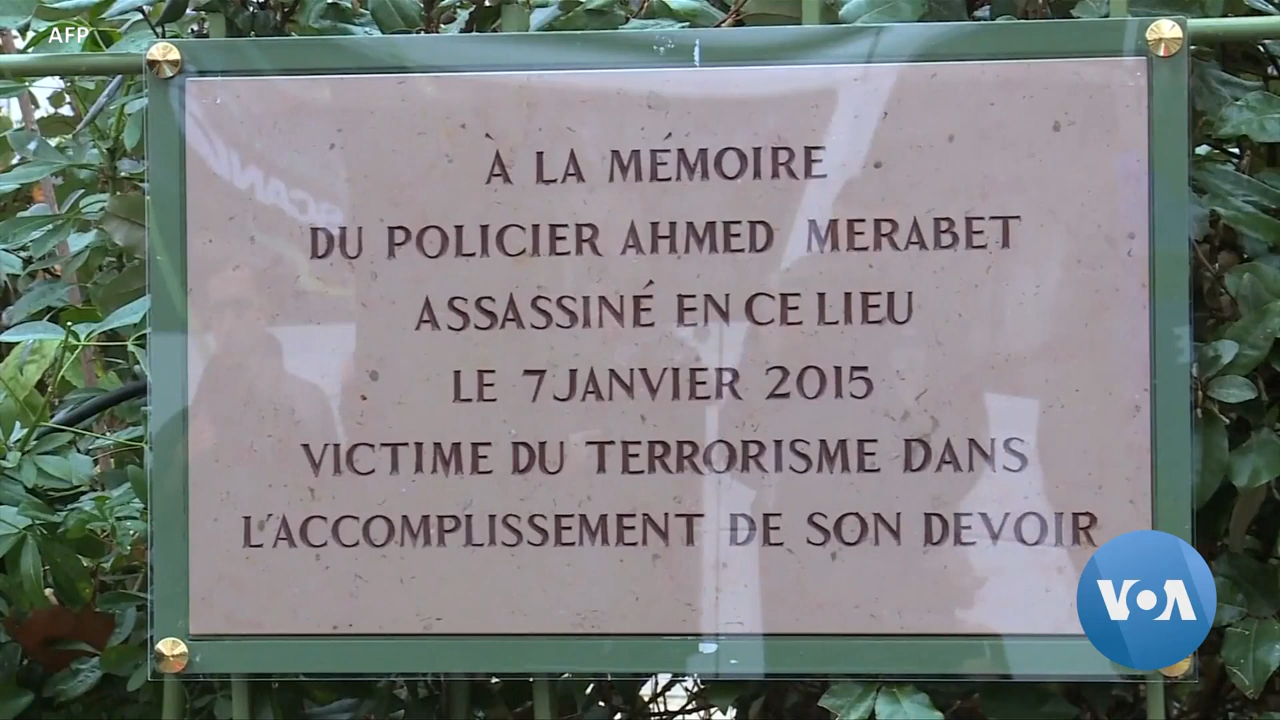 AFP
À LA MÉMOIRE
DU POLICIER AHMED MERABET
ASSASSINÉ EN CE LIEU
LE 7 JANVIER 2015
VICTIME DU TERRORISME DANS
L'ACCOMPLISSEMENT DE SON DEVOIR
VOA